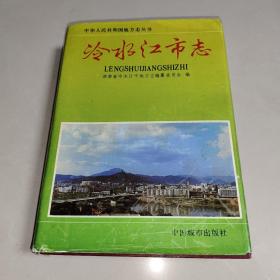 中华人民共和国地方志丛书
冷水江市志
LENGSHUIJIANGSHIZHI
湖南省冷水江市地方志编纂委员会 编
中国城市出版社